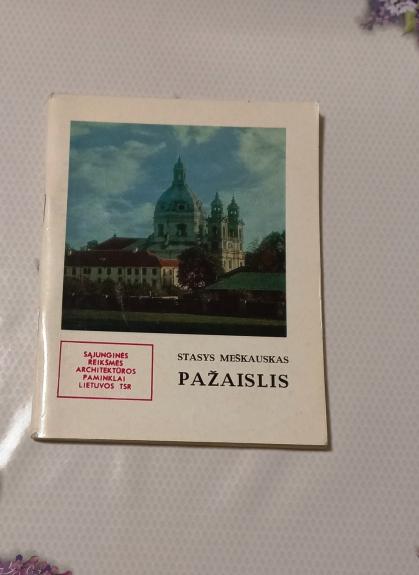 SĄJUNGINĖS
REIKŠMĖS
ARCHITEKTŪROS
PAMINKLAI
LIETUVOS TSR
STASYS MEŠKAUSKAS
PAŽAISLIS